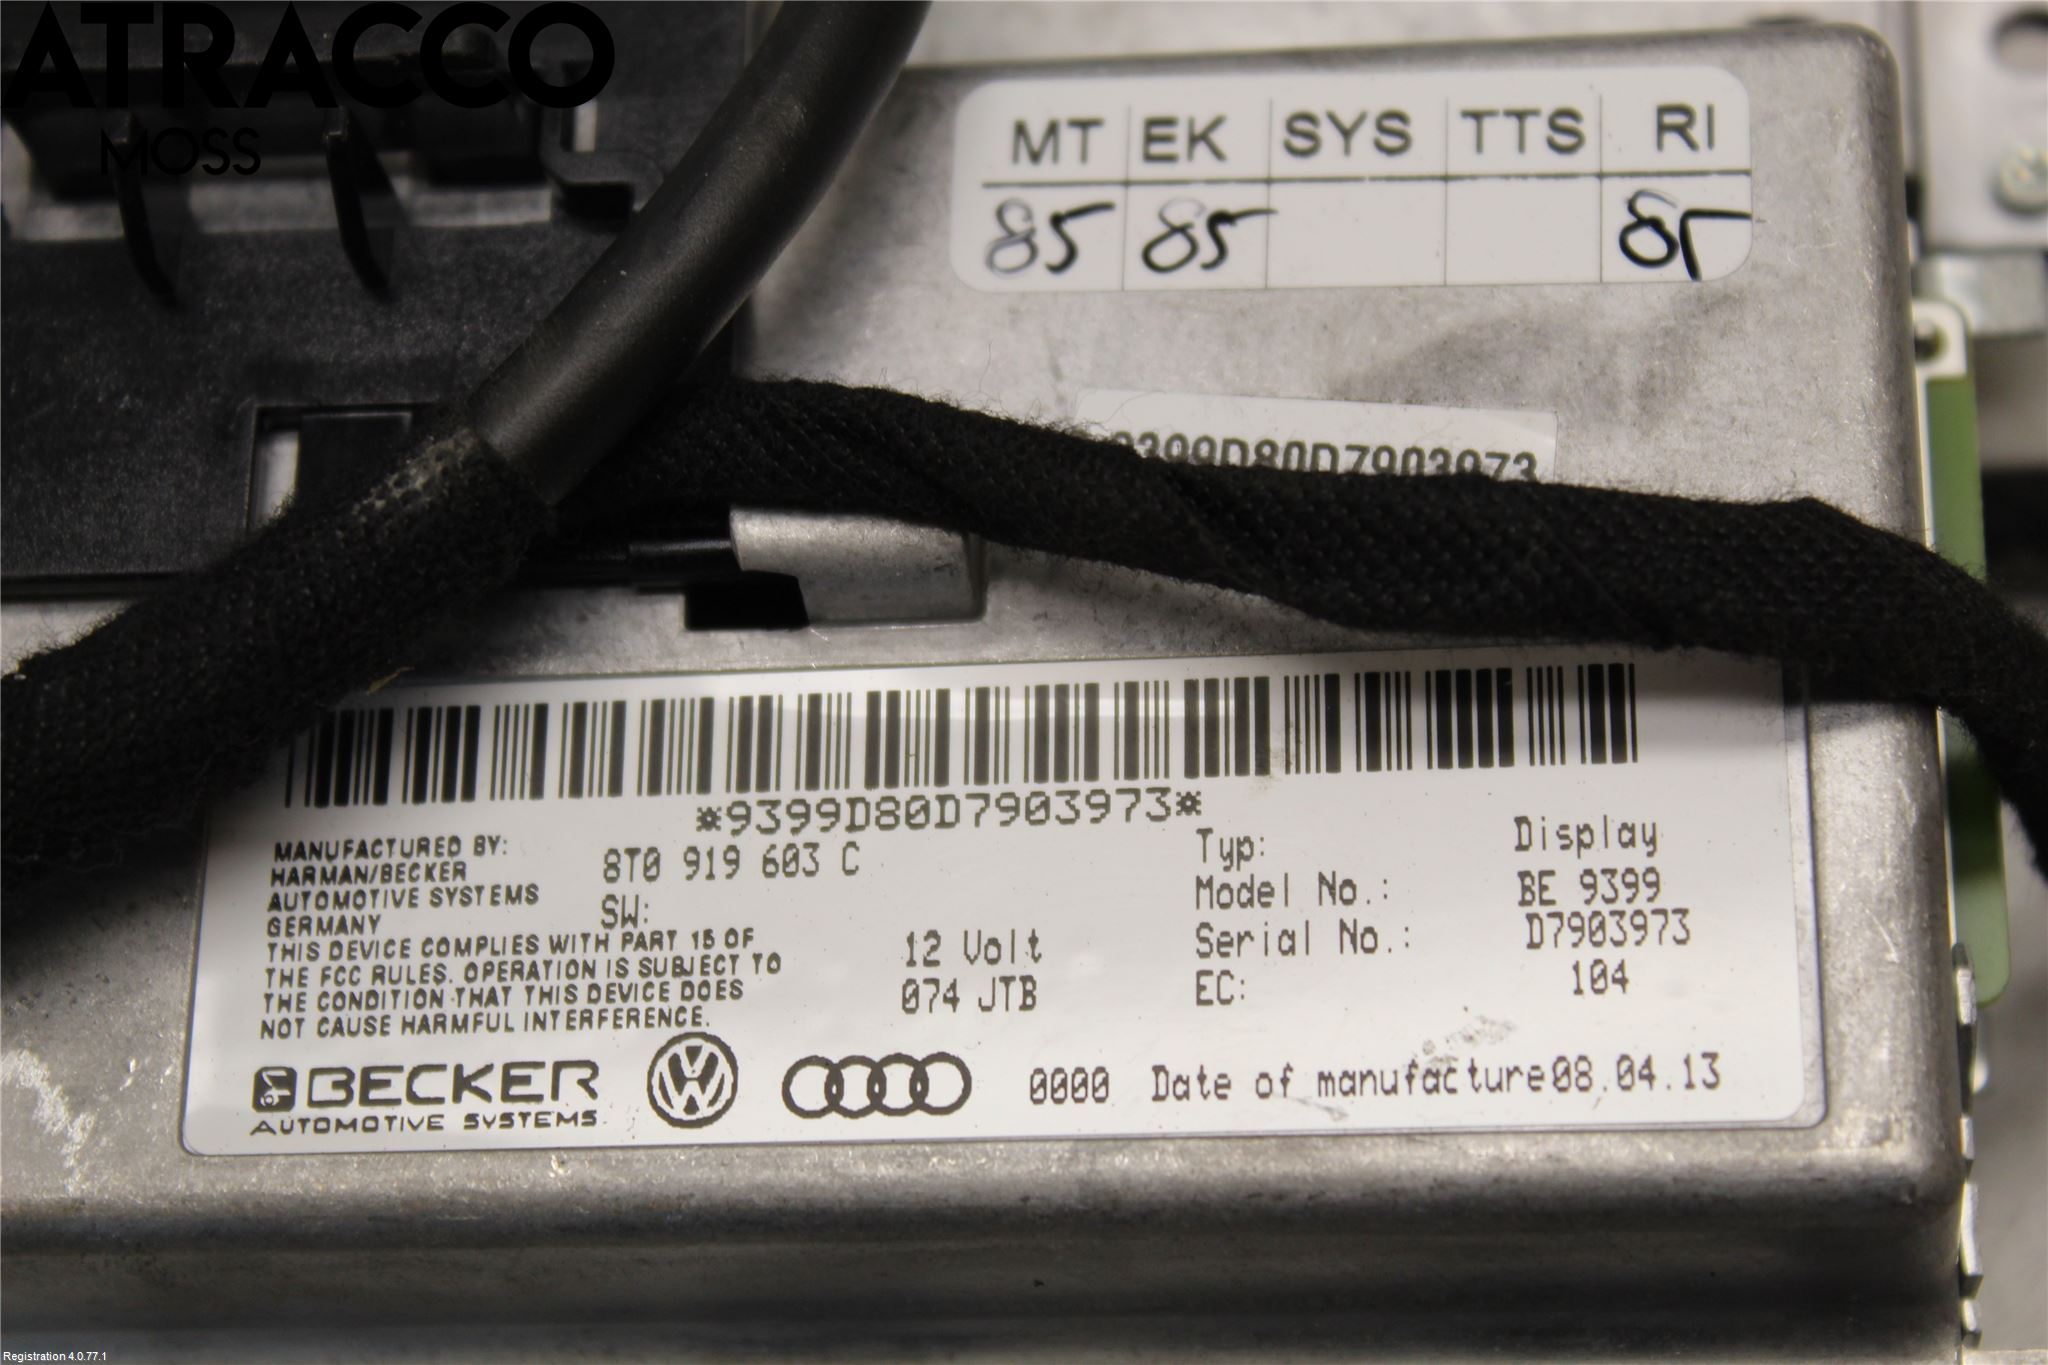 ATRACCO
MOSS
MT EK SYS TTS RI
85 85 85
9399D80D7903973
*9399D80D7903973*
MANUFACTURED BY:
HARMAN/BECKER
AUTOMOTIVE SYSTEMS
GERMANY
THIS DEVICE COMPLIES WITH PART 15 OF
THE FCC RULES. OPERATION IS SUBJECT TO
THE CONDITION THAT THIS DEVICE DOES
NOT CAUSE HARMFUL INTERFERENCE.
8T0 919 603 C
SW:
12 Volt
074 JTB
Typ: Display
Model No.: BE 9399
Serial No.: D7903973
EC: 104
BECKER
AUTOMOTIVE SYSTEMS
0000 Date of manufacture08.04.13
Registration 4.0.77.1